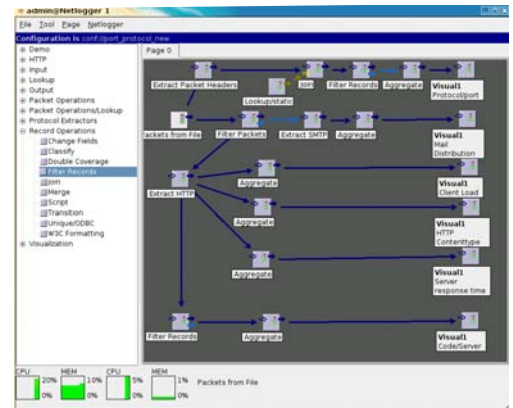 admin@Netlogger 1
File Tool Page Netlogger
Configuration is conf://port_protocol_new
Demo
HTTP
Input
Lookup
Output
Packet Operations
Packet Operations/Lookup
Protocol Extractors
Record Operations
Change Fields
Classify
Double Coverage
Filter Records
Join
Merge
Script
Transition
Unique/ODBC
W3C Formatting
Visualization
Page 0
Extract Packet Headers
Join
Filter Records
Aggregate
Visual1
Protocol/port
Lookup/static
ackets from File
Filter Packets
Extract SMTP
Aggregate
Visual1
Mail
Distribution
Extract HTTP
Aggregate
Visual1
Client Load
Aggregate
Visual1
HTTP
Contenttype
Aggregate
Visual1
Server
response time
Filter Records
Aggregate
Visual1
Code/Server
CPU
20%
0%
MEM
10%
0%
CPU
5%
0%
MEM
1%
0%
Packets from File